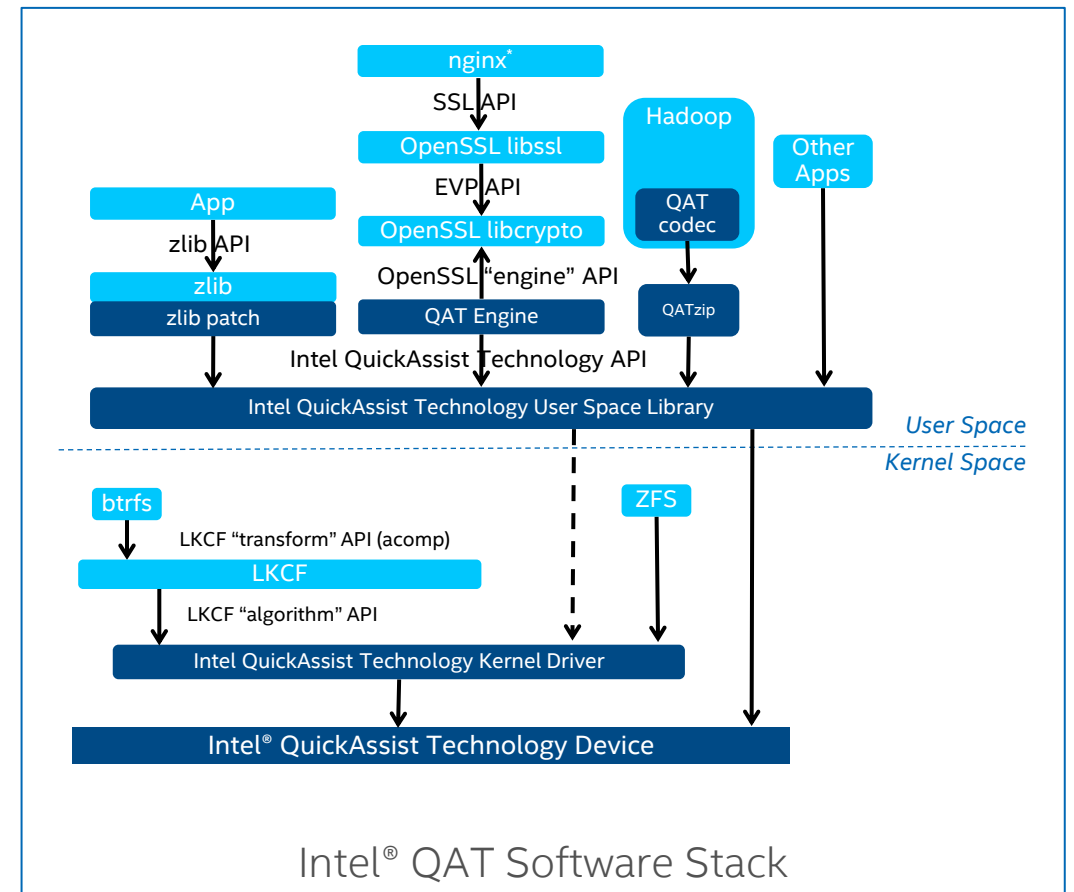 nginx*
SSL API
OpenSSL libssl
EVP API
OpenSSL libcrypto
OpenSSL “engine” API
QAT Engine
Hadoop
QAT
codec
QATzip
Other
Apps
App
zlib API
zlib
zlib patch
Intel QuickAssist Technology API
Intel QuickAssist Technology User Space Library
User Space
Kernel Space
btrfs
ZFS
LKCF “transform” API (acomp)
LKCF
LKCF “algorithm” API
Intel QuickAssist Technology Kernel Driver
Intel® QuickAssist Technology Device
Intel® QAT Software Stack